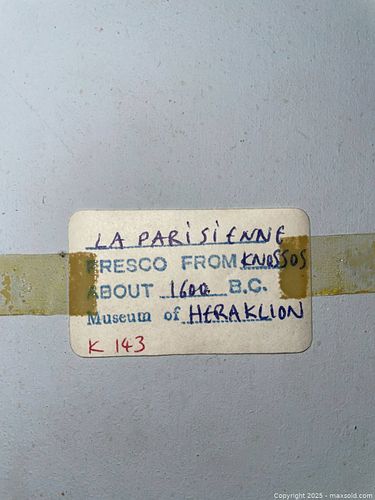 LA PARISIENNE
FRESCO FROM KNOSSOS
ABOUT 1600 B.C.
Museum of HERAKLION
K 143
Copyright © 2025 - maxsold.com